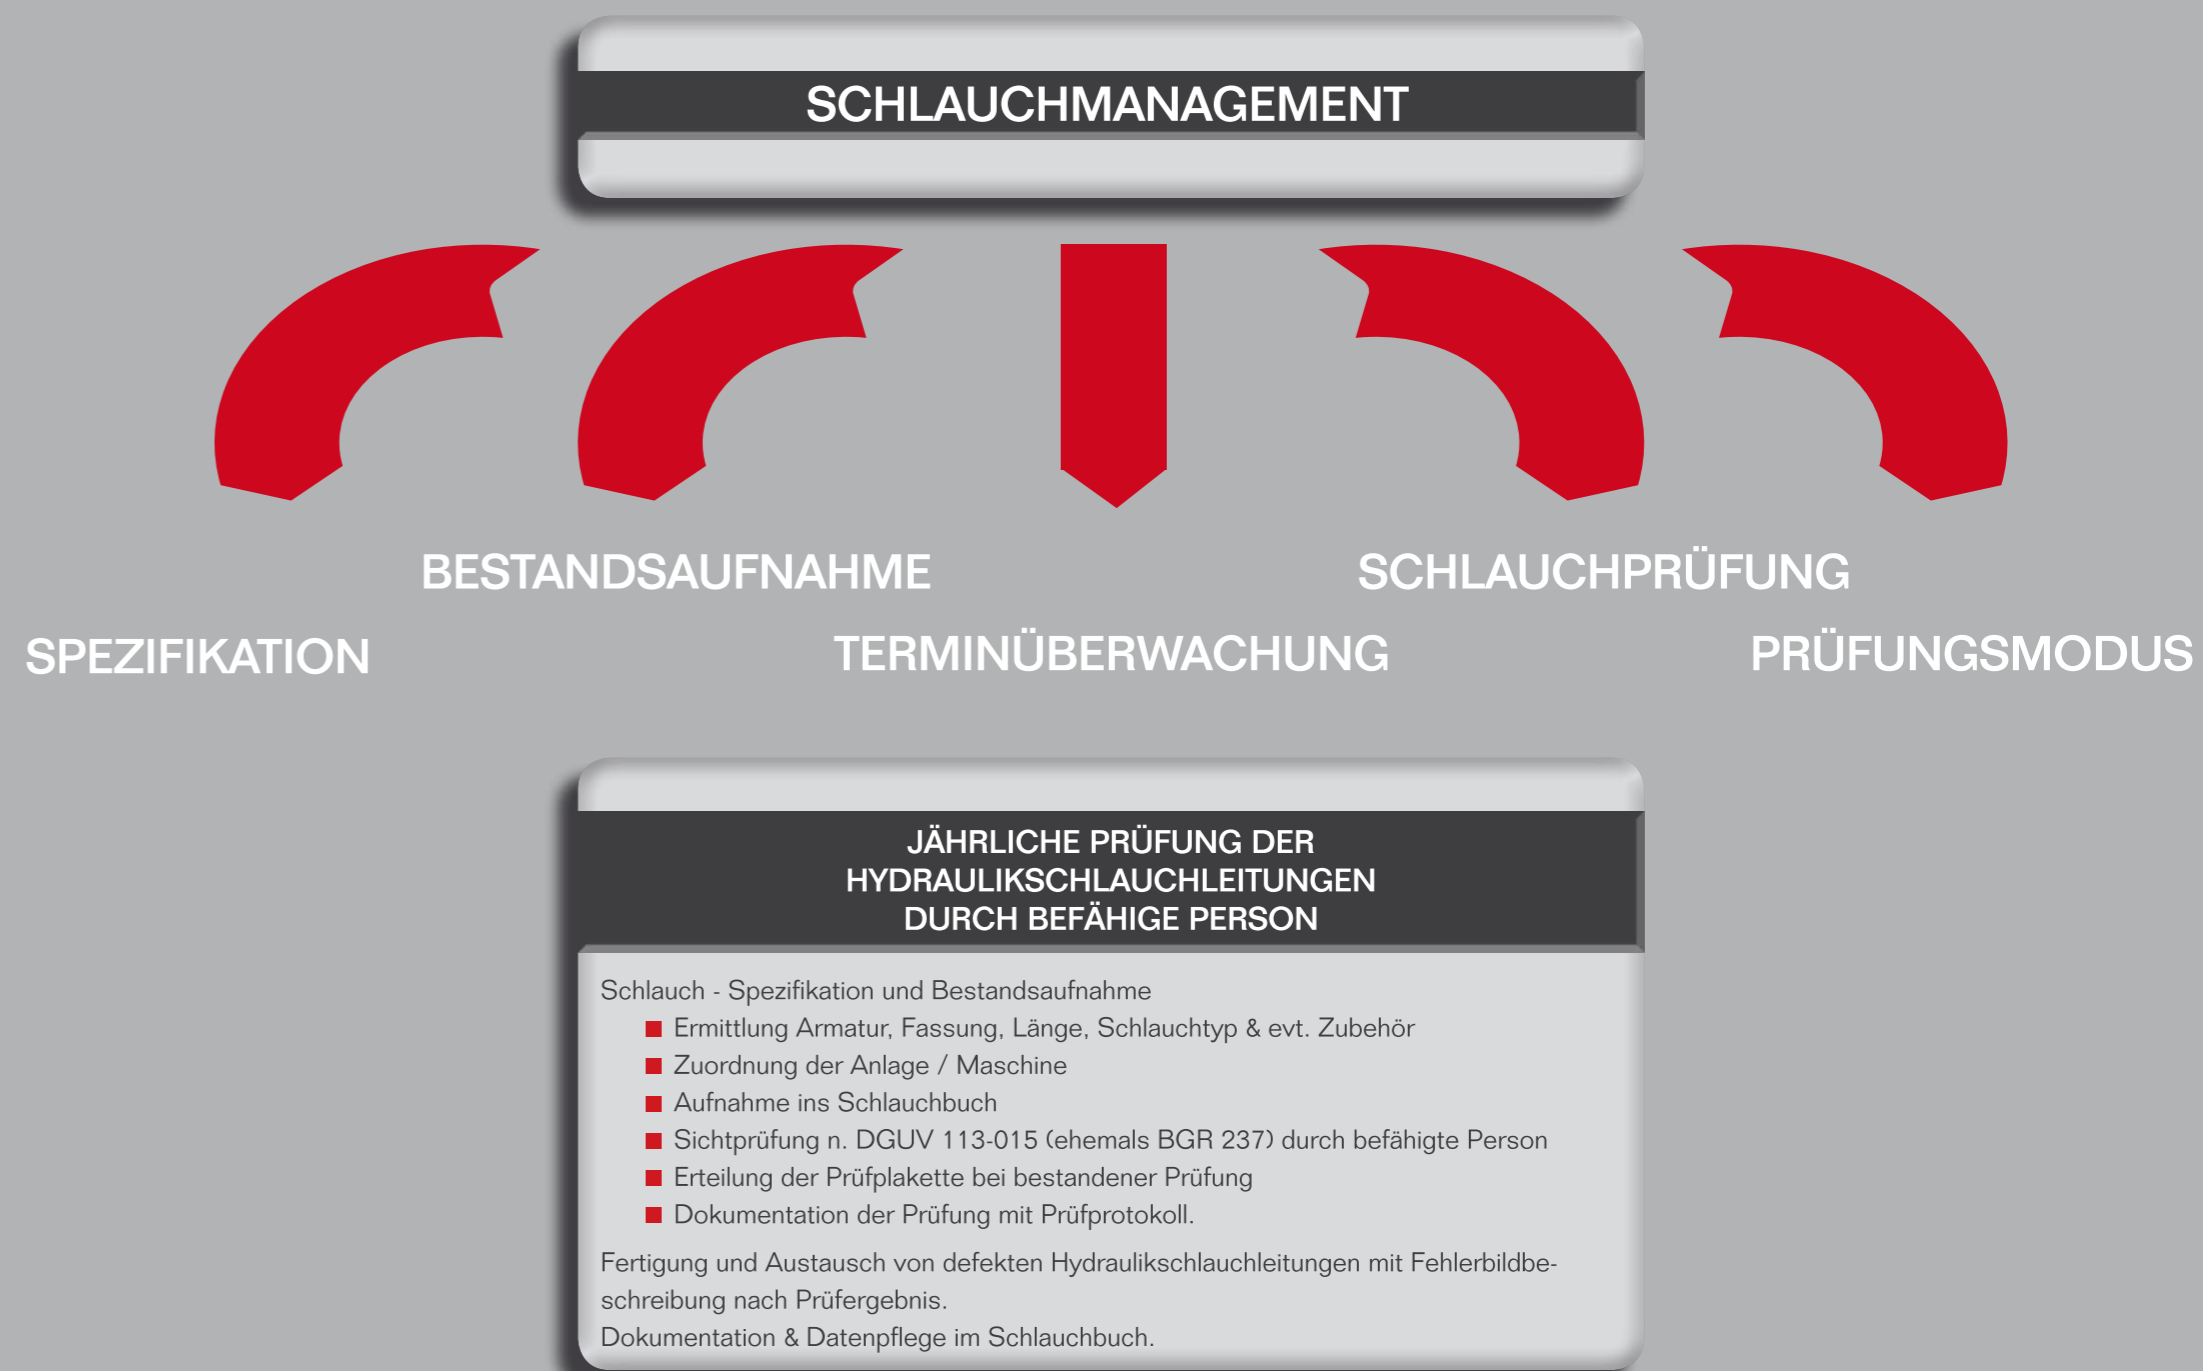 SCHLAUCHMANAGEMENT
BESTANDSAUFNAHME
SCHLAUCHPRÜFUNG
SPEZIFIKATION
TERMINÜBERWACHUNG
PRÜFUNGSMODUS
JÄHRLICHE PRÜFUNG DER
HYDRAULIKSCHLAUCHLEITUNGEN
DURCH BEFÄHIGE PERSON
Schlauch - Spezifikation und Bestandsaufnahme
Ermittlung Armatur, Fassung, Länge, Schlauchtyp & evt. Zubehör
Zuordnung der Anlage / Maschine
Aufnahme ins Schlauchbuch
Sichtprüfung n. DGUV 113-015 (ehemals BGR 237) durch befähigte Person
Erteilung der Prüfplakette bei bestandener Prüfung
Dokumentation der Prüfung mit Prüfprotokoll.
Fertigung und Austausch von defekten Hydraulikschlauchleitungen mit Fehlerbildbe-
schreibung nach Prüfergebnis.
Dokumentation & Datenpflege im Schlauchbuch.